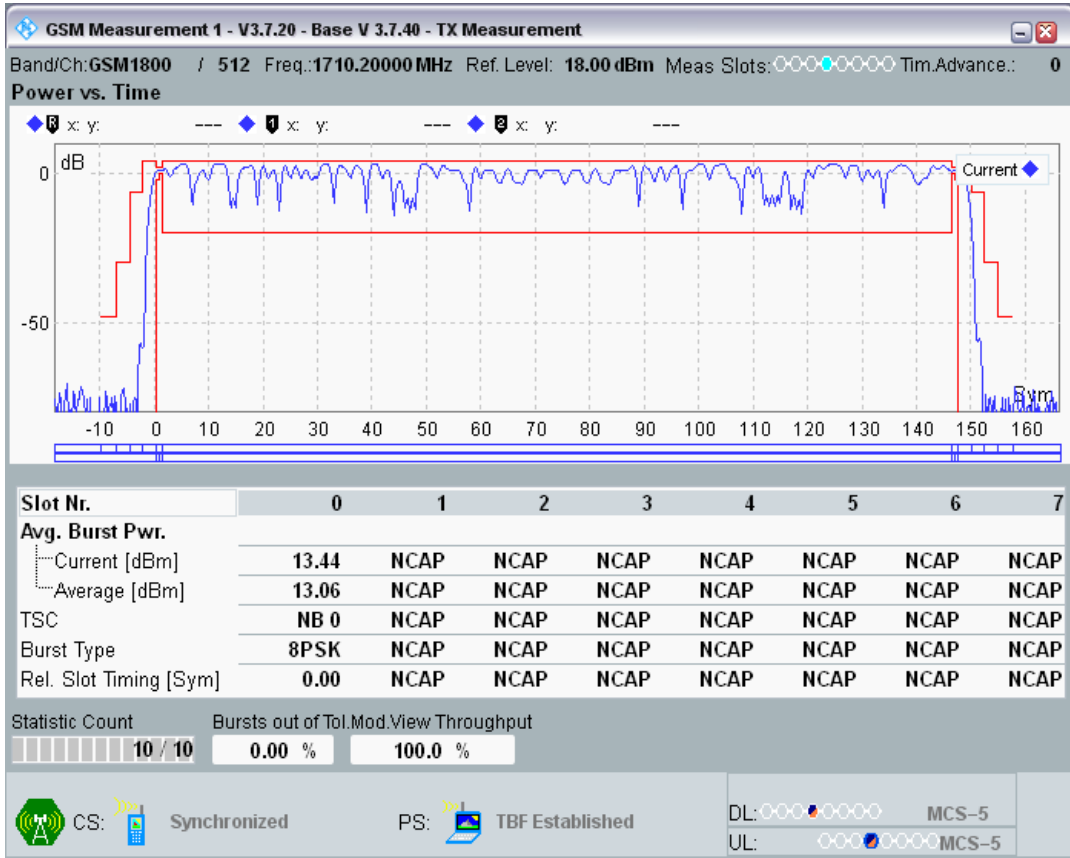 GSM Measurement 1 - V3.7.20 - Base V 3.7.40 - TX Measurement
Band/Ch:GSM1800 / 512 Freq.:1710.20000 MHz Ref. Level: 18.00 dBm Meas Slots: Tim.Advance.: 0
Power vs. Time
R x: y: --- 1 x: y: --- 2 x: y: ---
dB
0
Current
-50
Sym
-10 0 10 20 30 40 50 60 70 80 90 100 110 120 130 140 150 160
Slot Nr. 0 1 2 3 4 5 6 7
Avg. Burst Pwr.
Current [dBm] 13.44 NCAP NCAP NCAP NCAP NCAP NCAP NCAP
Average [dBm] 13.06 NCAP NCAP NCAP NCAP NCAP NCAP NCAP
TSC NB 0 NCAP NCAP NCAP NCAP NCAP NCAP NCAP
Burst Type 8PSK NCAP NCAP NCAP NCAP NCAP NCAP NCAP
Rel. Slot Timing [Sym] 0.00 NCAP NCAP NCAP NCAP NCAP NCAP NCAP
Statistic Count Bursts out of Tol.Mod.View Throughput
10 / 10 0.00 % 100.0 %
CS: Synchronized PS: TBF Established
DL: MCS-5
UL: MCS-5